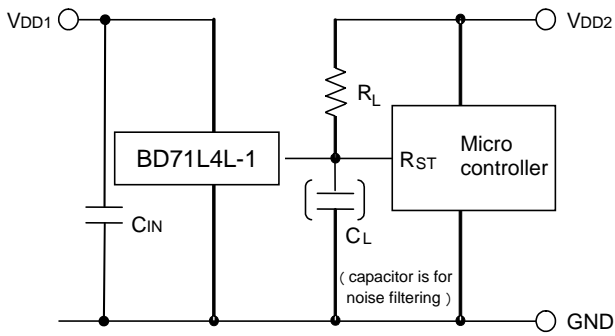 VDD1
VDD2
RL
BD71L4L-1
RST
Micro
controller
CIN
CL
( capacitor is for
noise filtering )
GND